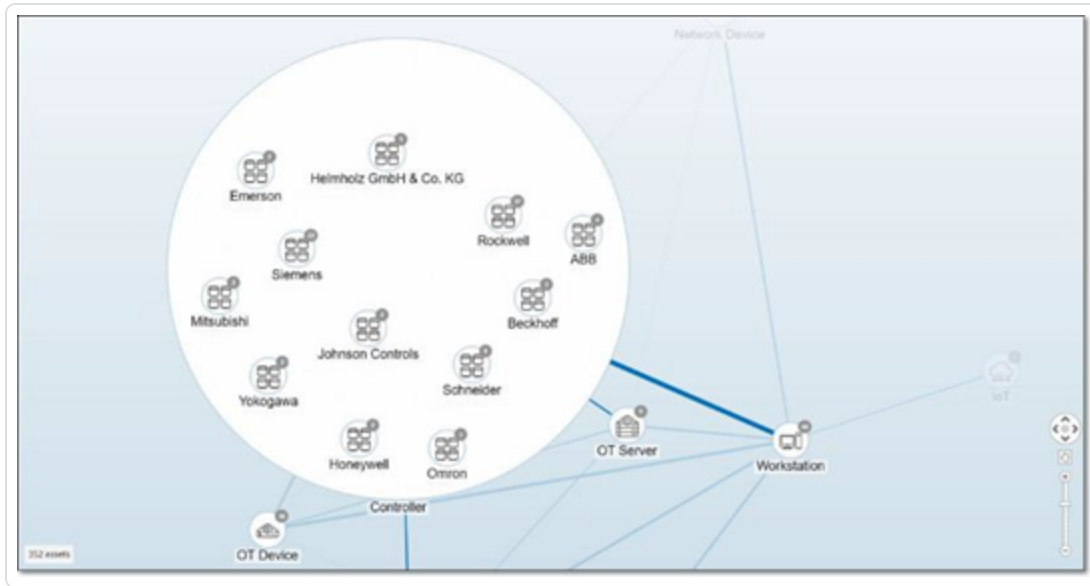 Network Device
Helmholz GmbH & Co. KG
Emerson
Rockwell
ABB
Siemens
Mitsubishi
Beckhoff
Johnson Controls
Schneider
Yokogawa
IoT
Honeywell
Omron
OT Server
Workstation
Controller
OT Device
352 assets